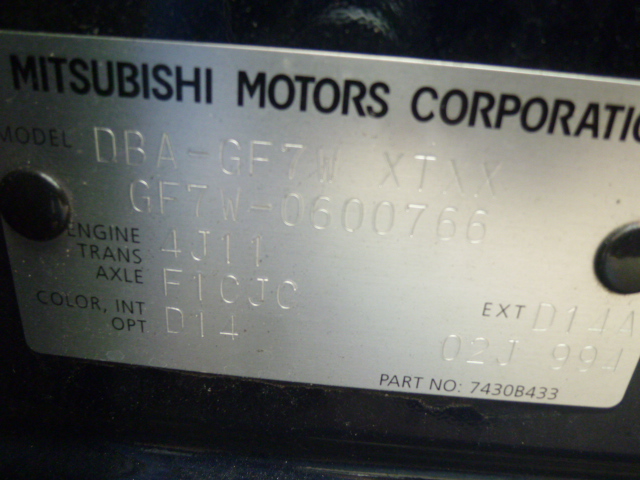 MITSUBISHI MOTORS CORPORATIO
MODEL DBA-GF7W XTXX
GF7W-0600766
ENGINE 4J11
TRANS AXLE F1CJC
COLOR, INT D14 EXT D14A
OPT 02J 994
PART NO: 7430B433